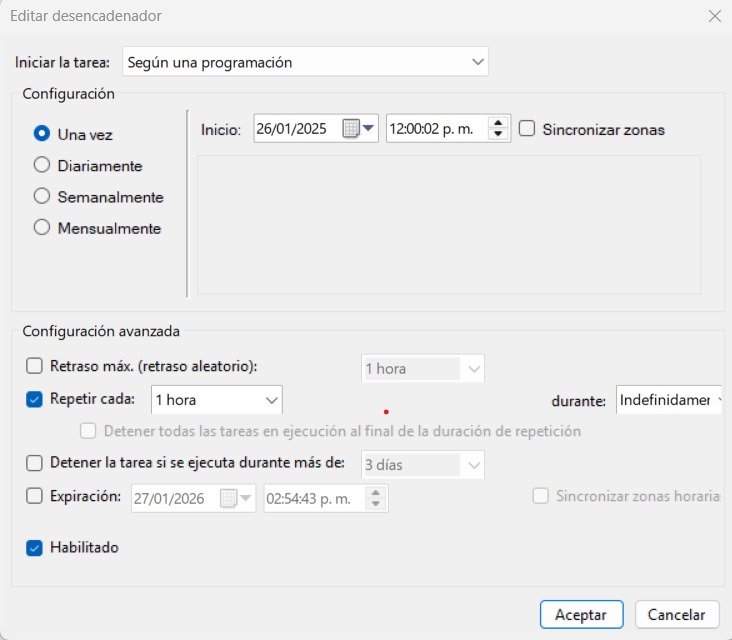 Editar desencadenador
Iniciar la tarea: Según una programación
Configuración
Una vez
Diariamente
Semanalmente
Mensualmente
Inicio: 26/01/2025 12:00:02 p. m. Sincronizar zonas
Configuración avanzada
Retraso máx. (retraso aleatorio): 1 hora
Repetir cada: 1 hora durante: Indefinidamer
Detener todas las tareas en ejecución al final de la duración de repetición
Detener la tarea si se ejecuta durante más de: 3 días
Expiración: 27/01/2026 02:54:43 p. m. Sincronizar zonas horaria
Habilitado
Aceptar Cancelar